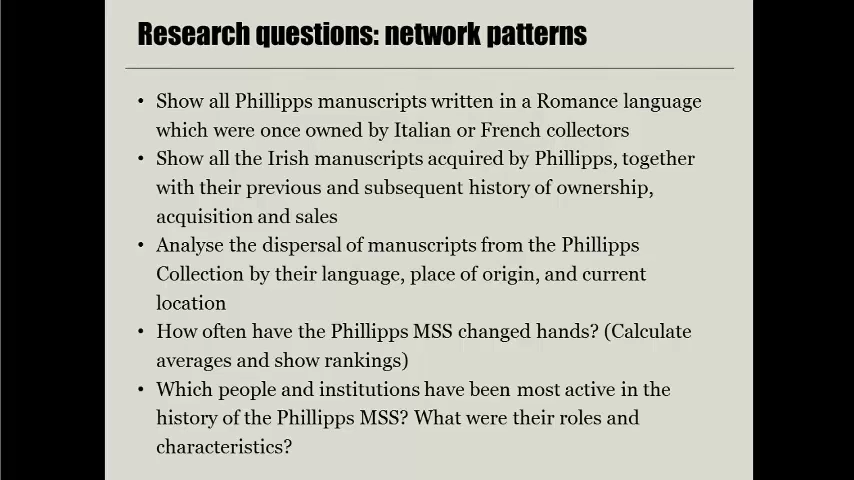 Research questions: network patterns
• Show all Phillipps manuscripts written in a Romance language
which were once owned by Italian or French collectors
• Show all the Irish manuscripts acquired by Phillipps, together
with their previous and subsequent history of ownership,
acquisition and sales
• Analyse the dispersal of manuscripts from the Phillipps
Collection by their language, place of origin, and current
location
• How often have the Phillipps MSS changed hands? (Calculate
averages and show rankings)
• Which people and institutions have been most active in the
history of the Phillipps MSS? What were their roles and
characteristics?